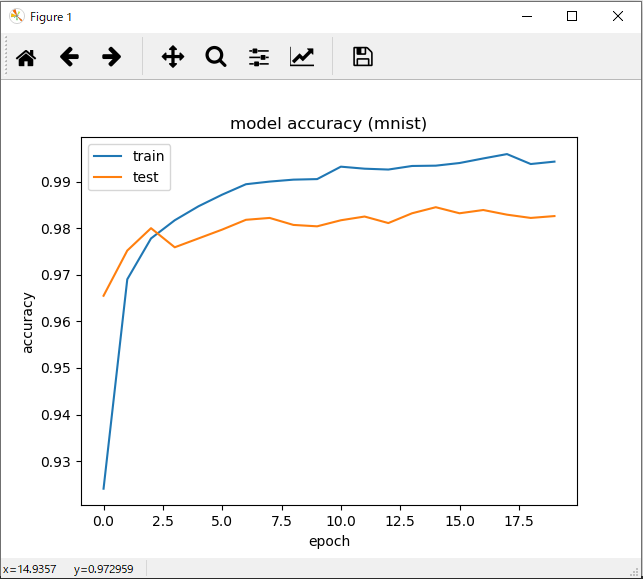 Figure 1
model accuracy (mnist)
train
test
accuracy
0.99
0.98
0.97
0.96
0.95
0.94
0.93
0.0 2.5 5.0 7.5 10.0 12.5 15.0 17.5
epoch
x=14.9357 y=0.972959